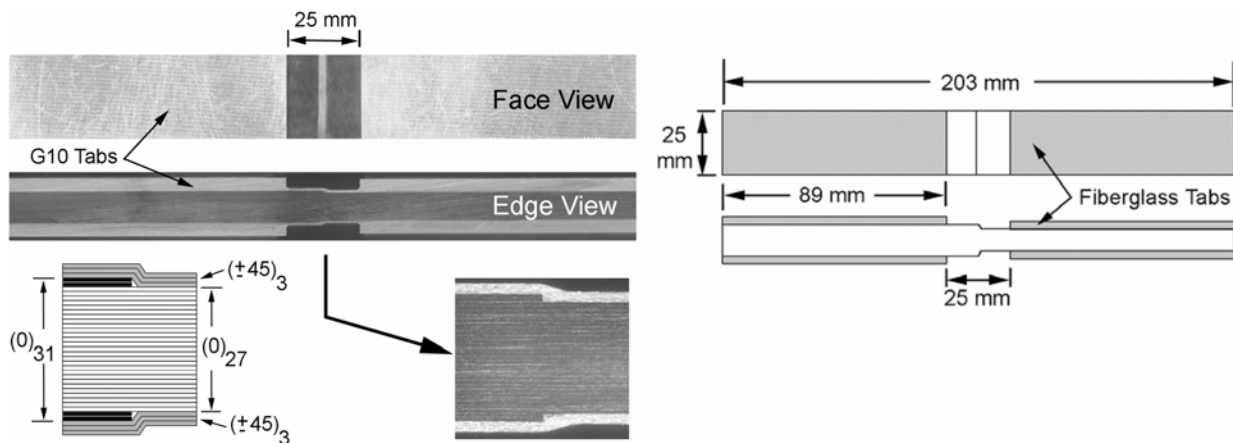 25 mm
Face View
G10 Tabs
Edge View
(±45)3
(0)31
(0)27
(±45)3
203 mm
25
mm
89 mm
Fiberglass Tabs
25 mm